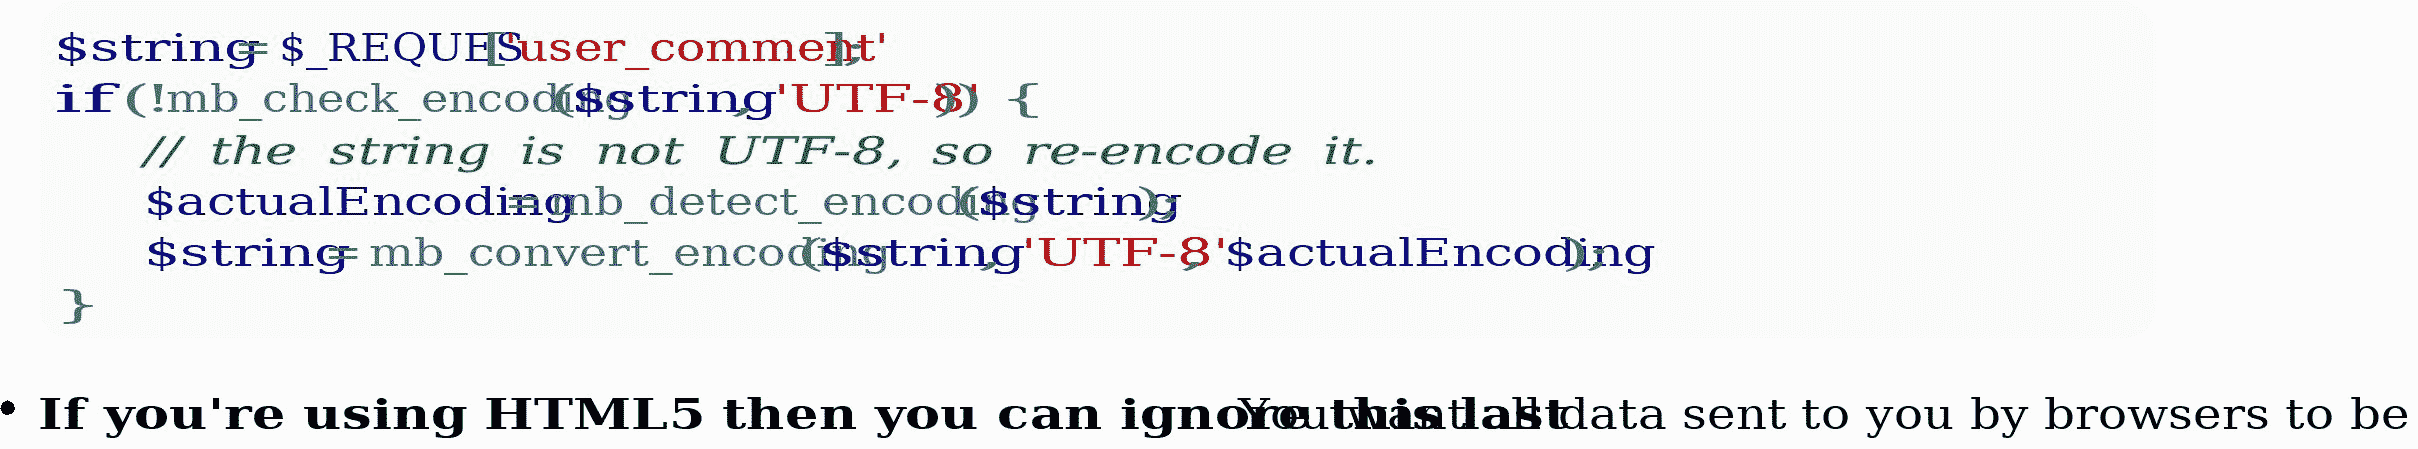 $string = $_REQUES['user_comment'];
if (!mb_check_encoding($string, 'UTF-8')) {
// the string is not UTF-8, so re-encode it.
$actualEncoding = mb_detect_encoding($string);
$string = mb_convert_encoding($string, 'UTF-8', $actualEncoding);
}
• If you're using HTML5 then you can ignore this last You want all data sent to you by browsers to be